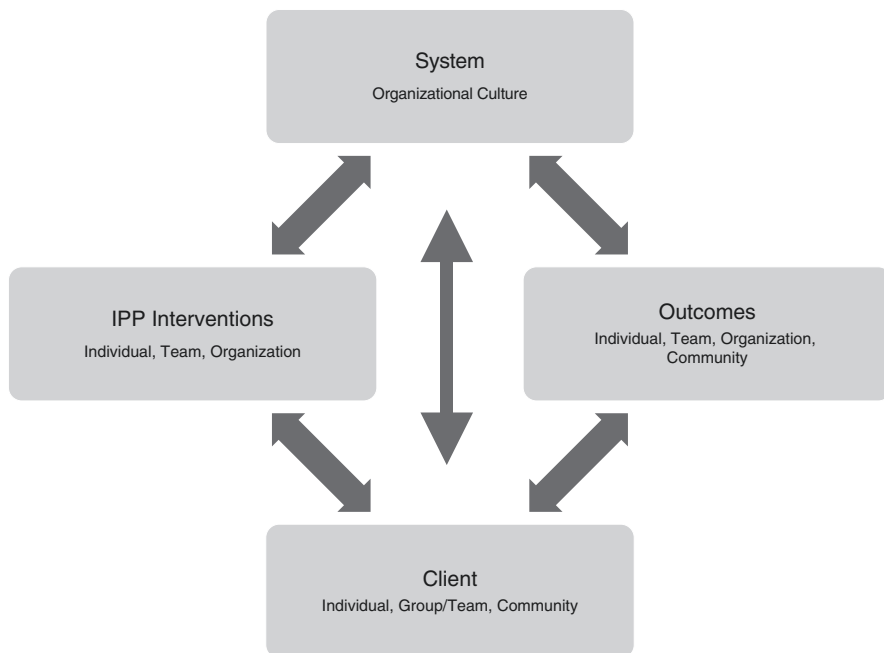 System
Organizational Culture
IPP Interventions
Individual, Team, Organization
Outcomes
Individual, Team, Organization,
Community
Client
Individual, Group/Team, Community